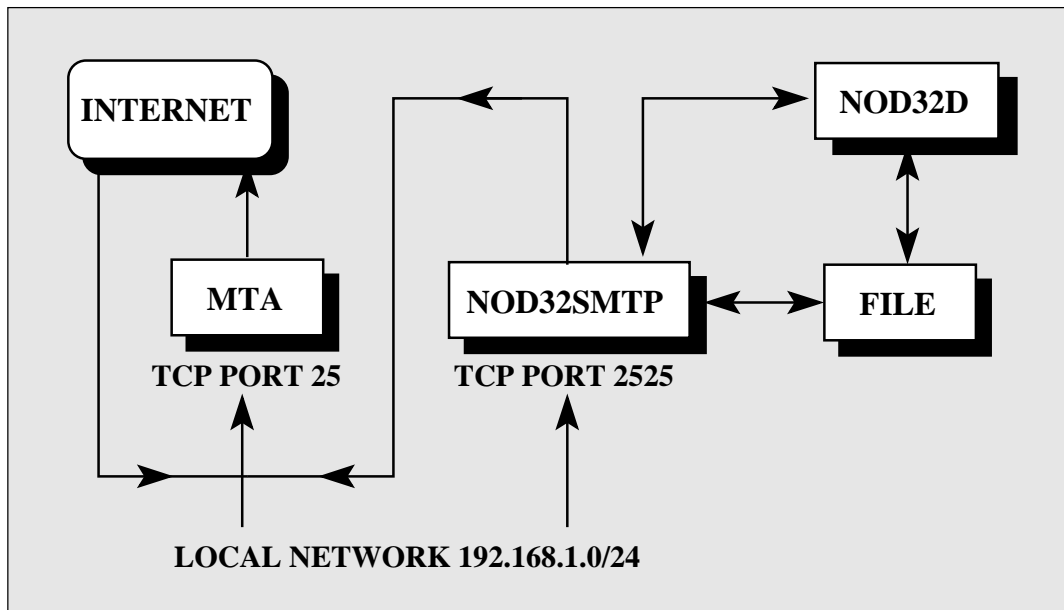 INTERNET
NOD32D
MTA
NOD32SMTP
FILE
TCP PORT 25
TCP PORT 2525
LOCAL NETWORK 192.168.1.0/24